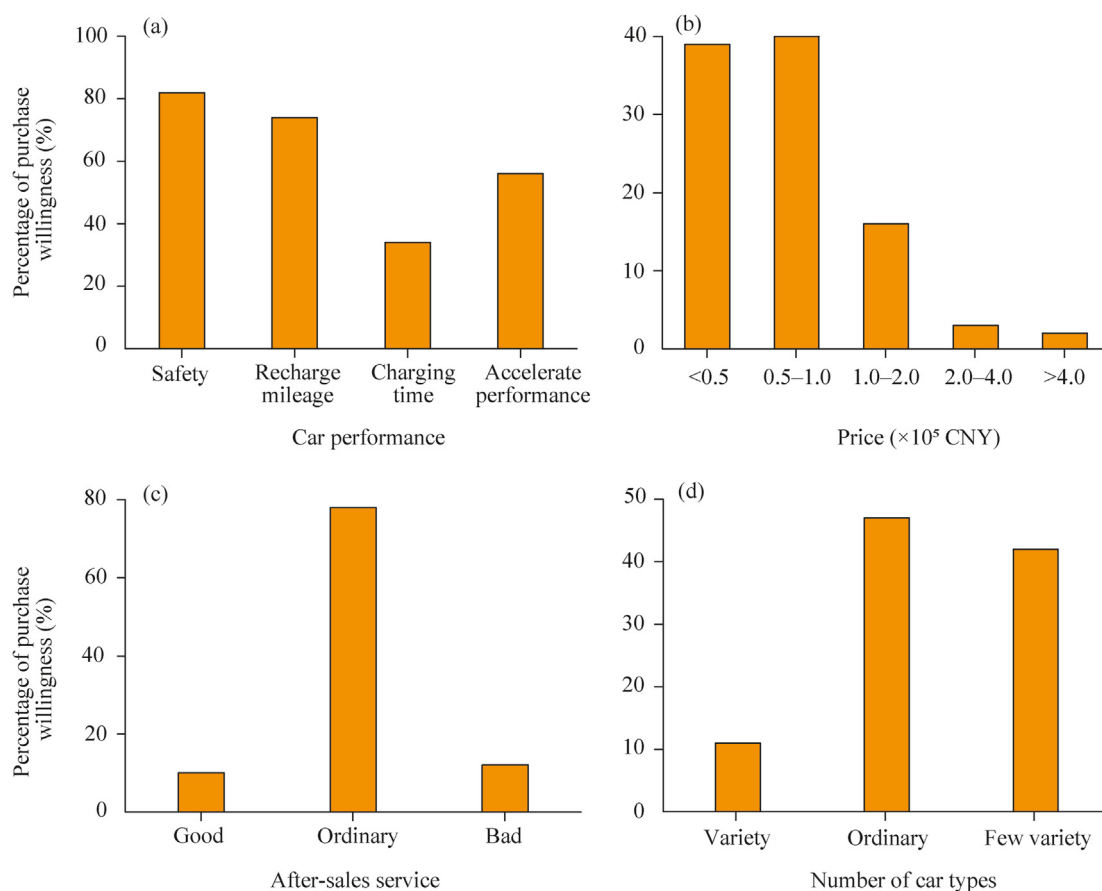 (a)
Percentage of purchase
willingness (%)
100
80
60
40
20
0
Safety
Recharge
mileage
Charging
time
Accelerate
performance
Car performance
(b)
40
30
20
10
0
<0.5
0.5–1.0
1.0–2.0
2.0–4.0
>4.0
Price (×10⁵ CNY)
(c)
Percentage of purchase
willingness (%)
80
60
40
20
0
Good
Ordinary
Bad
After-sales service
(d)
50
40
30
20
10
0
Variety
Ordinary
Few variety
Number of car types